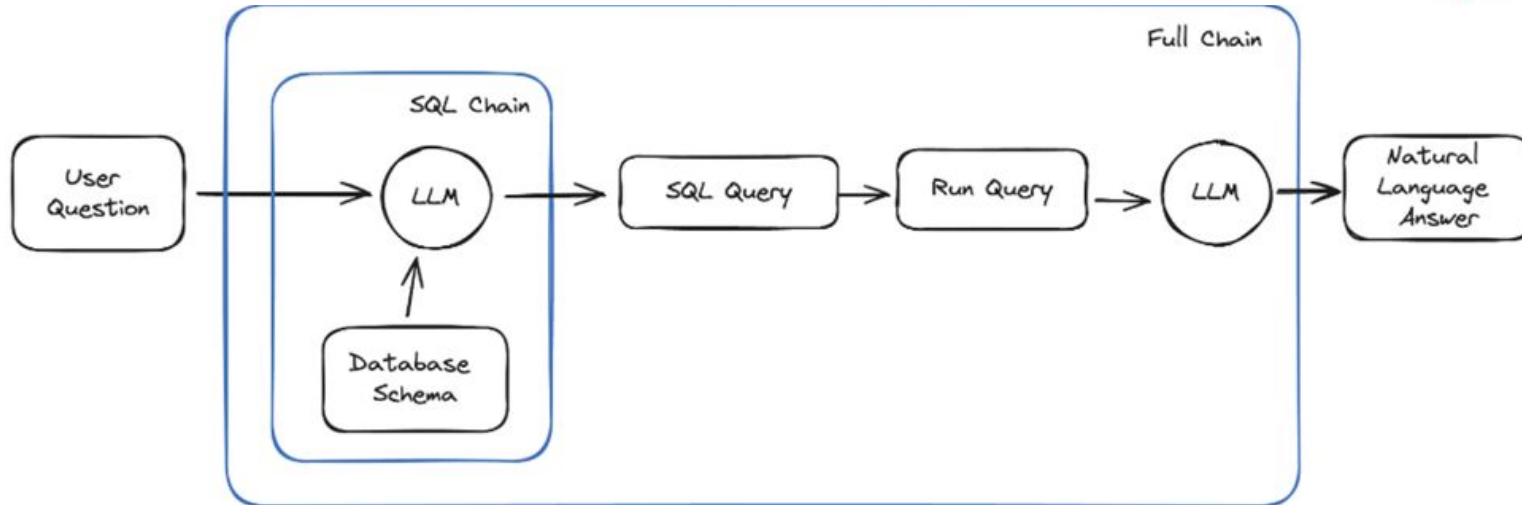 Full Chain
SQL Chain
User
Question
LLM
SQL Query
Run Query
LLM
Natural
Language
Answer
Database
Schema